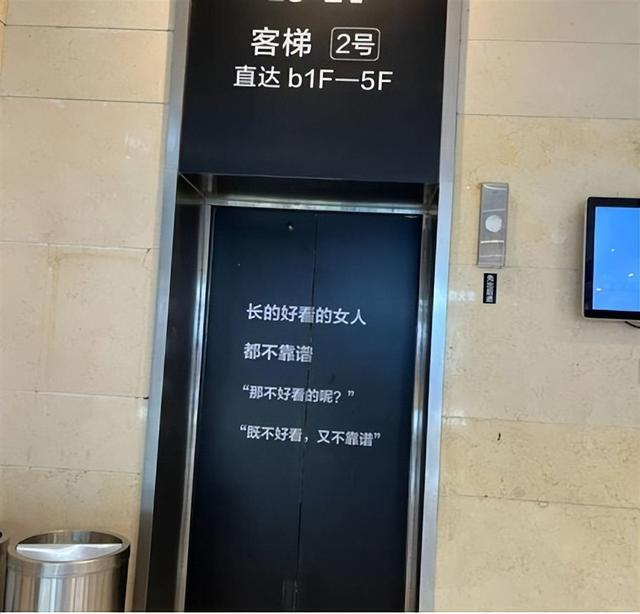 客梯 2号
直达 b1F—5F
长的好看的女人
都不靠谱
“那不好看的呢？”
“既不好看，又不靠谱”